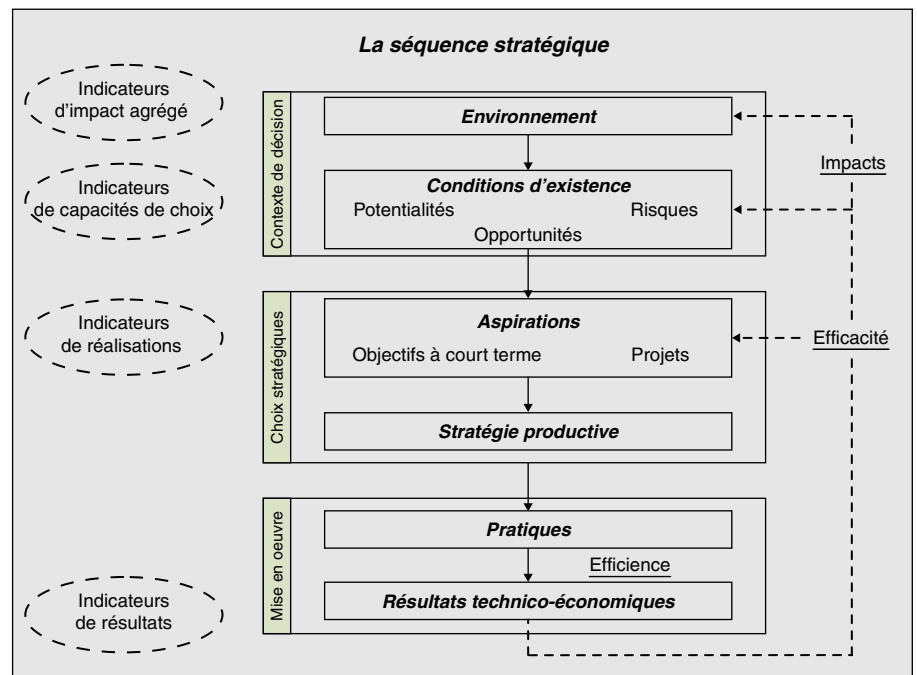 La séquence stratégique
Indicateurs
d'impact agrégé
Indicateurs
de capacités de choix
Indicateurs
de réalisations
Indicateurs
de résultats
Contexte de décision
Environnement
Conditions d'existence
Potentialités Risques
Opportunités
Choix stratégiques
Aspirations
Objectifs à court terme Projets
Stratégie productive
Mise en oeuvre
Pratiques
Efficience
Résultats technico-économiques
Impacts
Efficacité